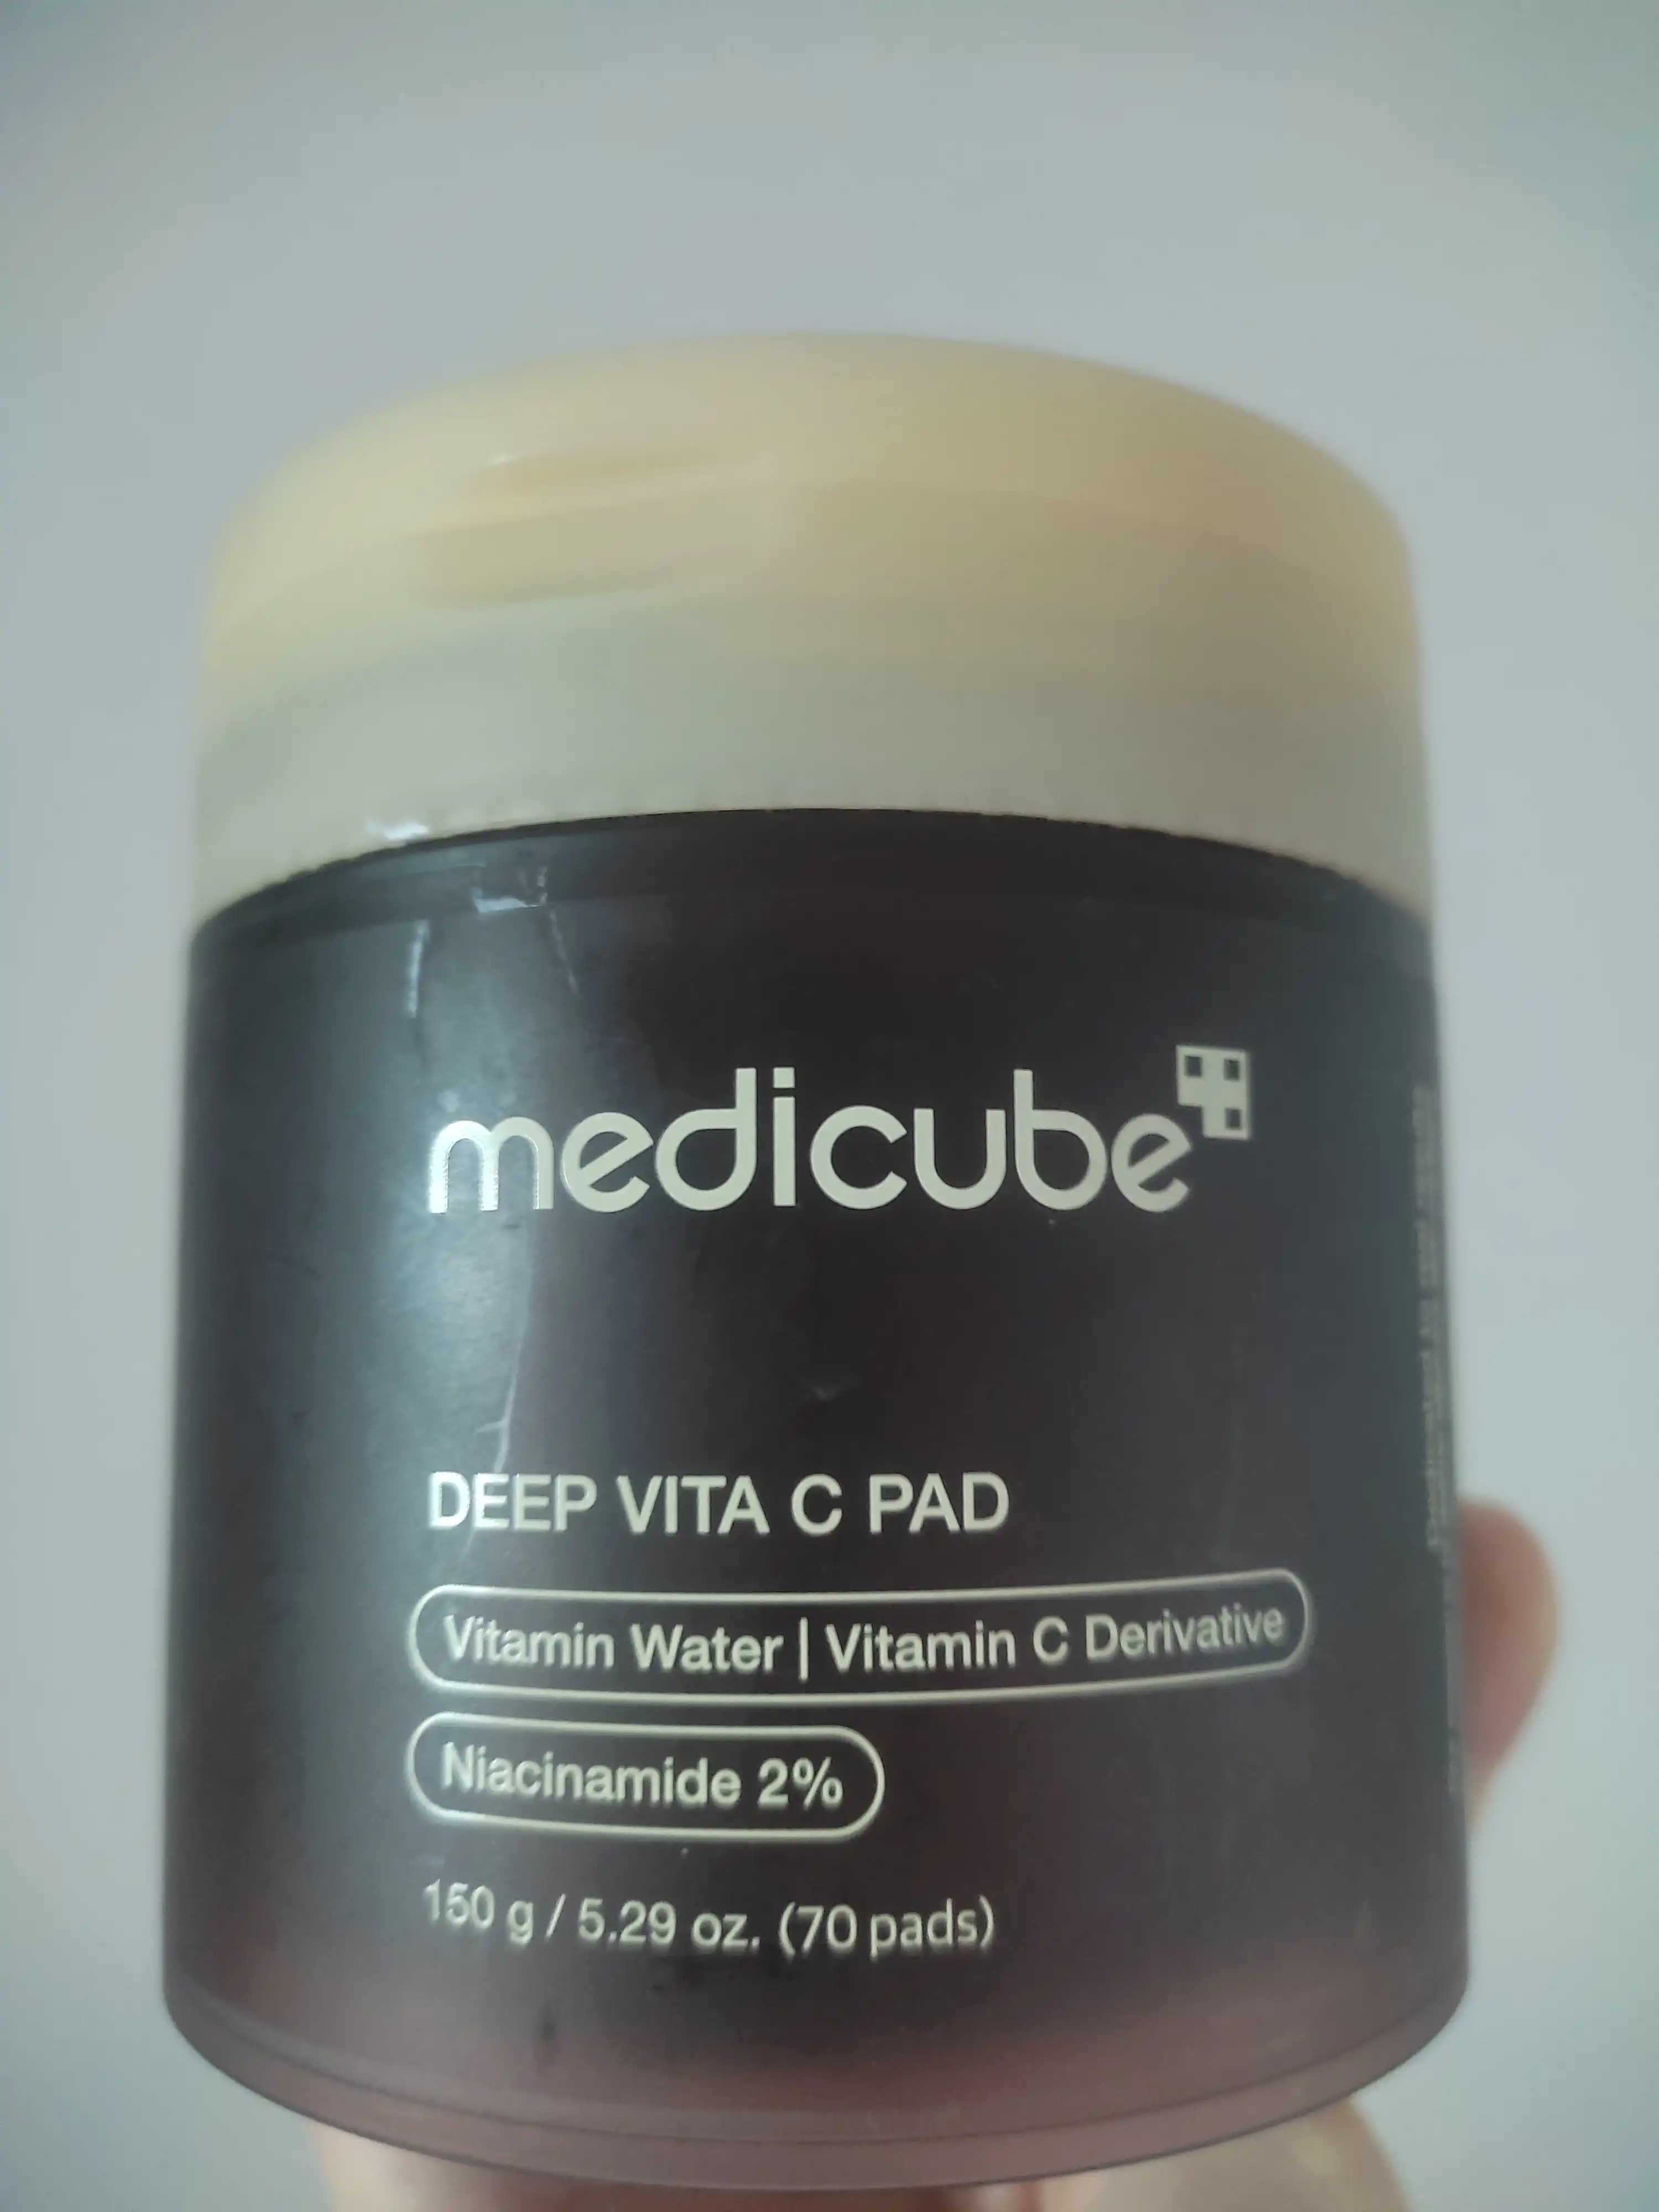 medicube
DEEP VITA C PAD
Vitamin Water | Vitamin C Derivative
Niacinamide 2%
150 g / 5.29 oz. (70 pads)